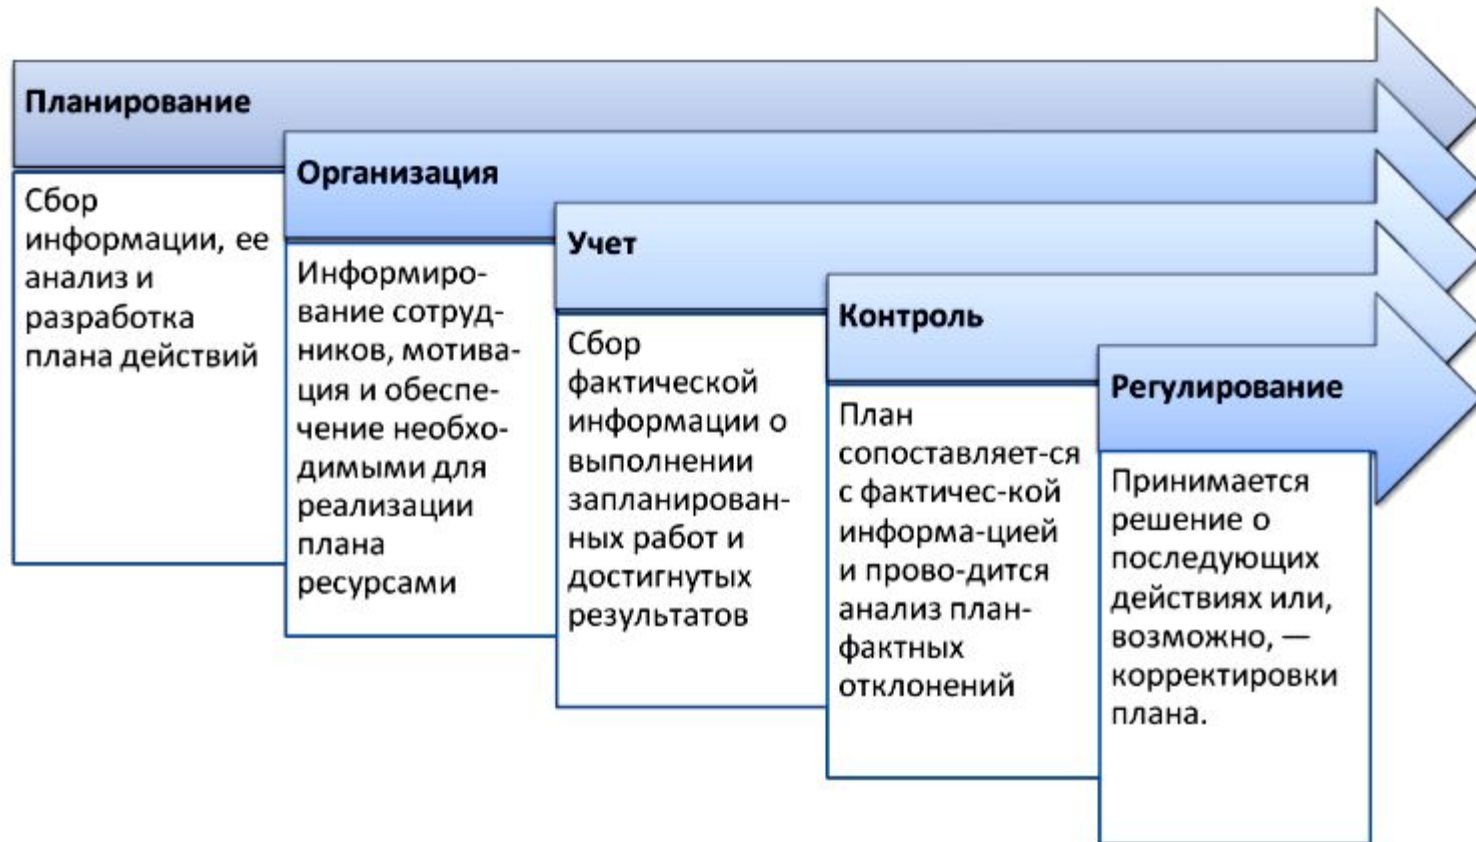 Планирование
Сбор
информации, ее
анализ и
разработка
плана действий
Организация
Информиро-
вание сотруд-
ников, мотива-
ция и обеспе-
чение необхо-
димыми для
реализации
плана
ресурсами
Учет
Сбор
фактической
информации о
выполнении
запланирован-
ных работ и
достигнутых
результатов
Контроль
План
сопоставляет-ся
с фактичес-кой
информа-цией
и прово-дится
анализ план-
фактных
отклонений
Регулирование
Принимается
решение о
последующих
действиях или,
возможно, —
корректировки
плана.